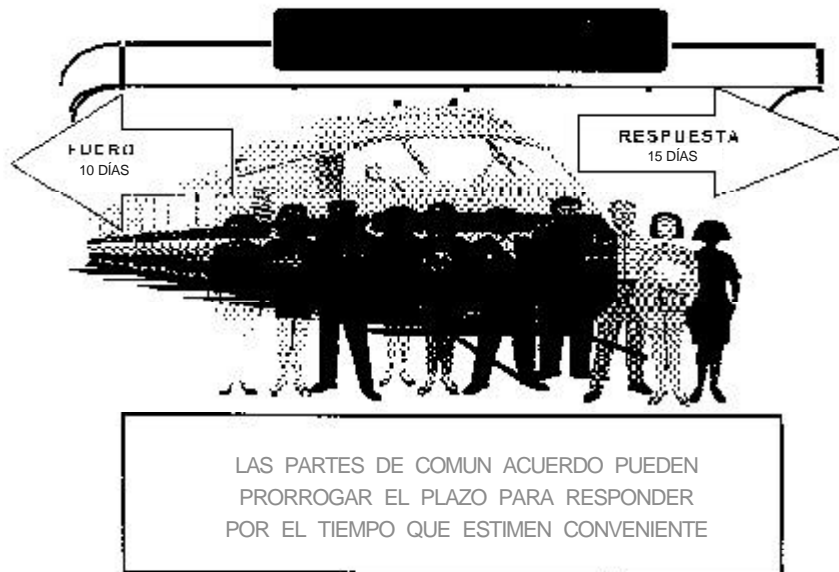 FUERO
10 DÍAS
RESPUESTA
15 DÍAS
LAS PARTES DE COMUN ACUERDO PUEDEN
PRORROGAR EL PLAZO PARA RESPONDER
POR EL TIEMPO QUE ESTIMEN CONVENIENTE